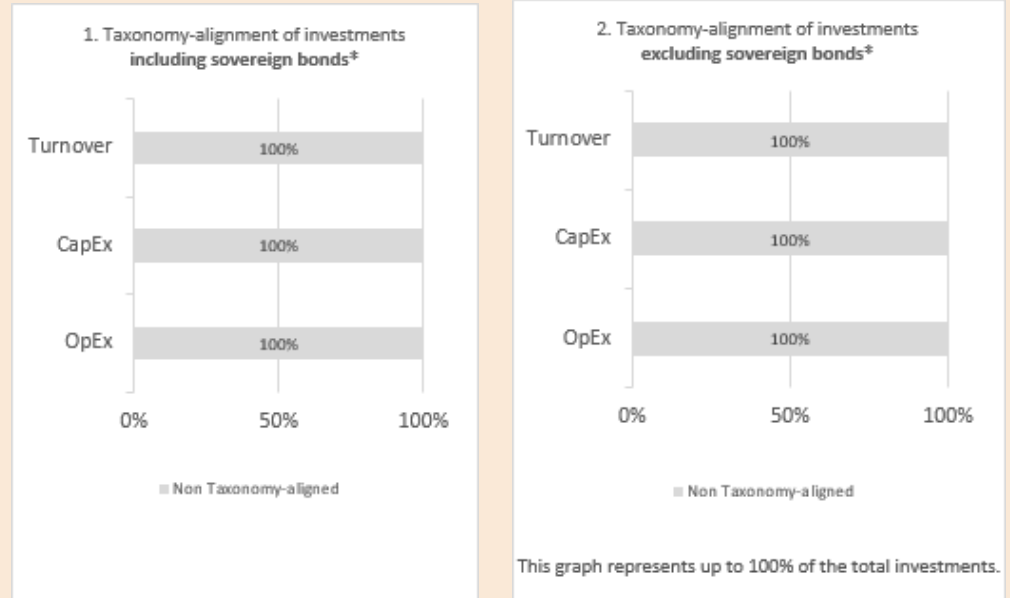 1. Taxonomy-alignment of investments
including sovereign bonds*
Turnover
100%
CapEx
100%
OpEx
100%
0%
50%
100%
Non Taxonomy-aligned
2. Taxonomy-alignment of investments
excluding sovereign bonds*
Turnover
100%
CapEx
100%
OpEx
100%
0%
50%
100%
Non Taxonomy-aligned
This graph represents up to 100% of the total investments.